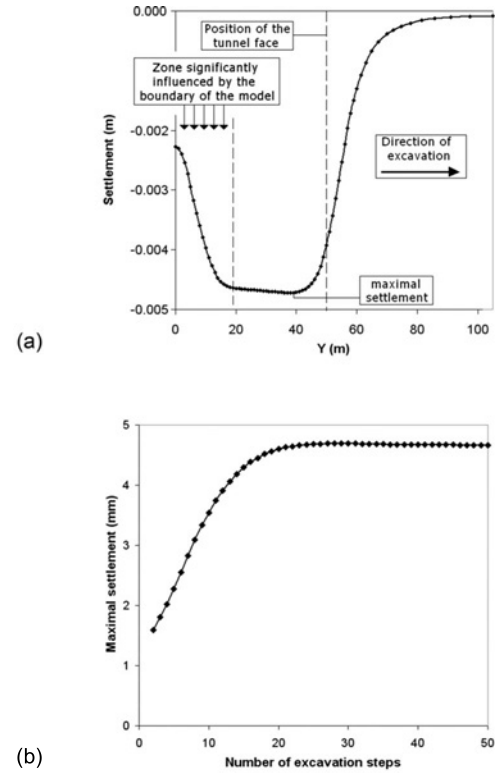 0.000
Position of the
tunnel face
Zone significantly
influenced by the
boundary of the model
-0.002
-0.003
-0.004
-0.005
Settlement (m)
Direction of
excavation
maximal
settlement
0
20
40
60
80
100
Y (m)
(a)
5
4
3
2
1
0
Maximal settlement (mm)
0
10
20
30
40
50
Number of excavation steps
(b)